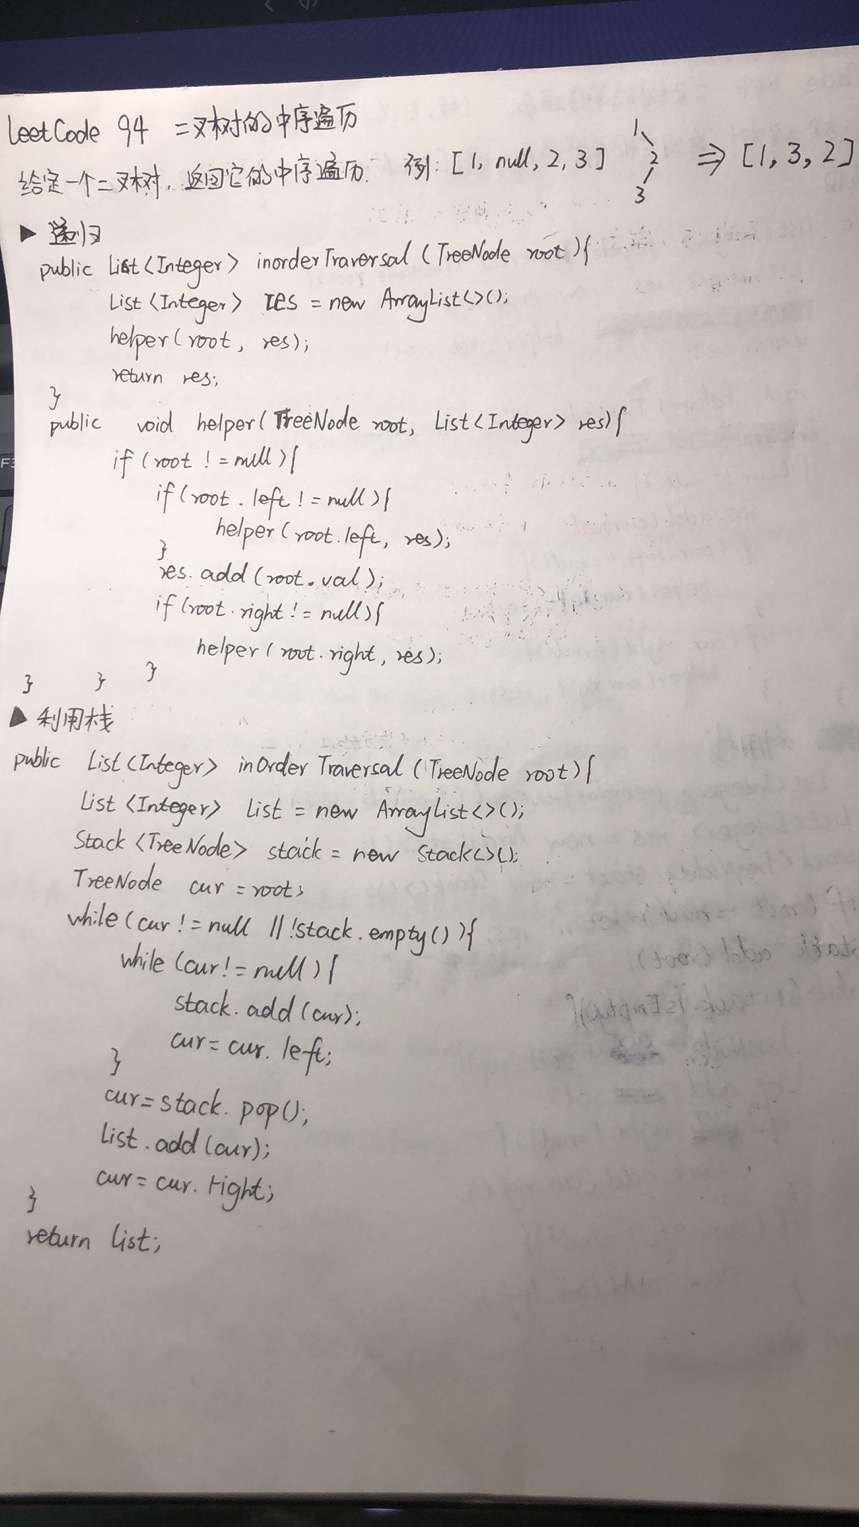 LeetCode 94 二叉树的中序遍历
给定一个二叉树，返回它的中序遍历. 例: [1, null, 2, 3] 1 2 3 ⇒ [1, 3, 2]
▶ 递归
public List<Integer> inorderTraversal (TreeNode root){
List<Integer> res = new ArrayList<>();
helper(root, res);
return res;
}
public void helper(TreeNode root, List<Integer> res){
if (root != null){
if(root.left != null){
helper(root.left, res);
}
res.add(root.val);
if(root.right != null){
helper(root.right, res);
} } }
▶ 利用栈
public List<Integer> inOrderTraversal (TreeNode root){
List<Integer> List = new ArrayList<>();
Stack<TreeNode> stack = new Stack<>();
TreeNode cur = root;
while(cur != null || !stack.empty()){
while (cur != null){
stack.add(cur);
cur = cur.left;
}
cur = stack.pop();
List.add(cur);
cur = cur.right;
}
return list;